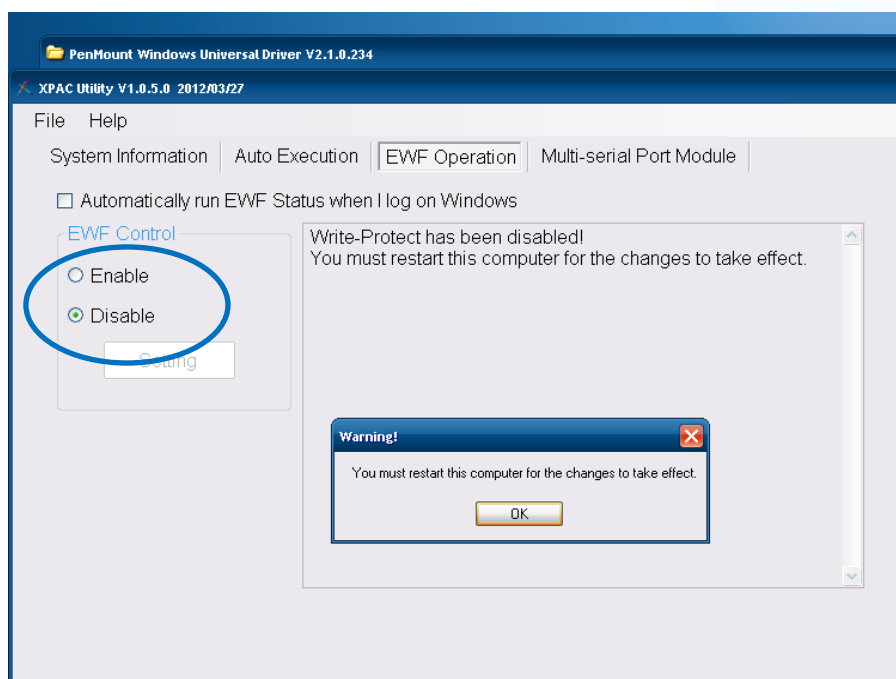 PenMount Windows Universal Driver V2.1.0.234
XPAC Utility V1.0.5.0 2012/03/27
File Help
System Information Auto Execution EWF Operation Multi-serial Port Module
Automatically run EWF Status when I log on Windows
EWF Control
Enable
Disable
Setting
Write-Protect has been disabled!
You must restart this computer for the changes to take effect.
Warning!
You must restart this computer for the changes to take effect.
OK